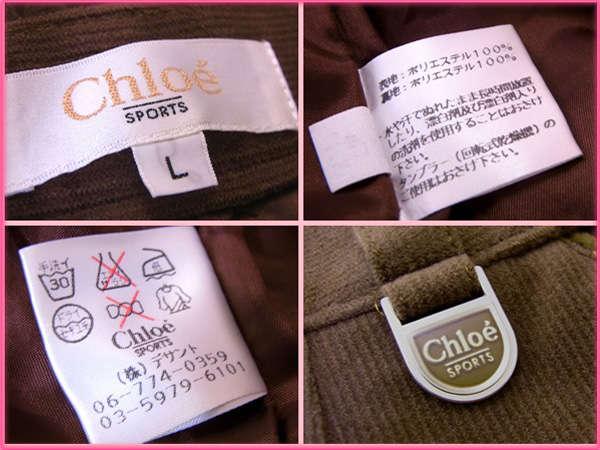 Chloé
SPORTS
L
表地：ポリエステル100%
裏地：ポリエステル100%
水や汗でぬれたまま長時間放置
したり、漂白剤及び漂白剤入り
の洗剤を使用することはおさけ
下さい。
タンブラー（回転式乾燥機）の
ご使用はおさけ下さい。
手洗イ
30
Chloé
SPORTS
(株)デサント
06-774-0359
03-5979-6101
Chloé
SPORTS